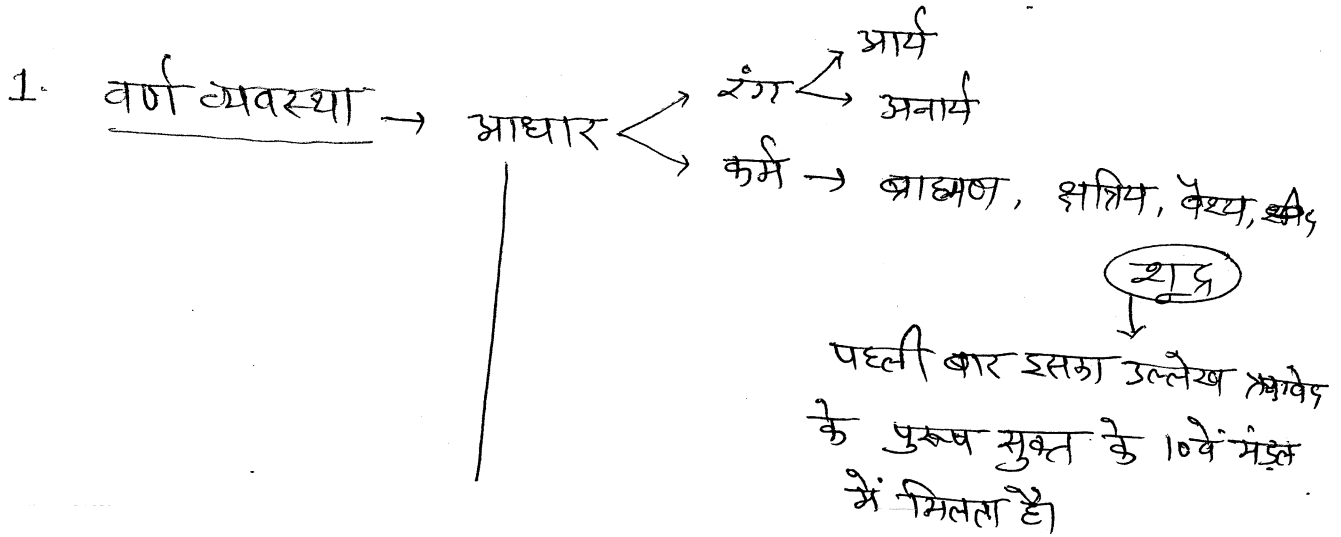 आर्य
1. वर्ण व्यवस्था → आधार रंग → अनार्य
कर्म → ब्राह्मण, क्षत्रिय, वैश्य,
शूद्र
पहली बार इसका उल्लेख ऋग्वेद
के पुरूष सुक्त के 10वें मंडल
में मिलता है।